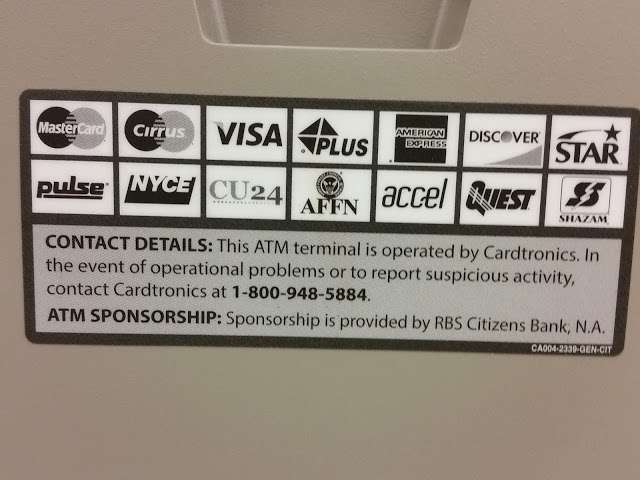 MasterCard Cirrus VISA PLUS AMERICAN EXPRESS DISCOVER STAR
pulse NYCE CU24 AFFN accel QUEST SHAZAM
CONTACT DETAILS: This ATM terminal is operated by Cardtronics. In
the event of operational problems or to report suspicious activity,
contact Cardtronics at 1-800-948-5884.
ATM SPONSORSHIP: Sponsorship is provided by RBS Citizens Bank, N.A.
CA004-2339-GEN-CIT